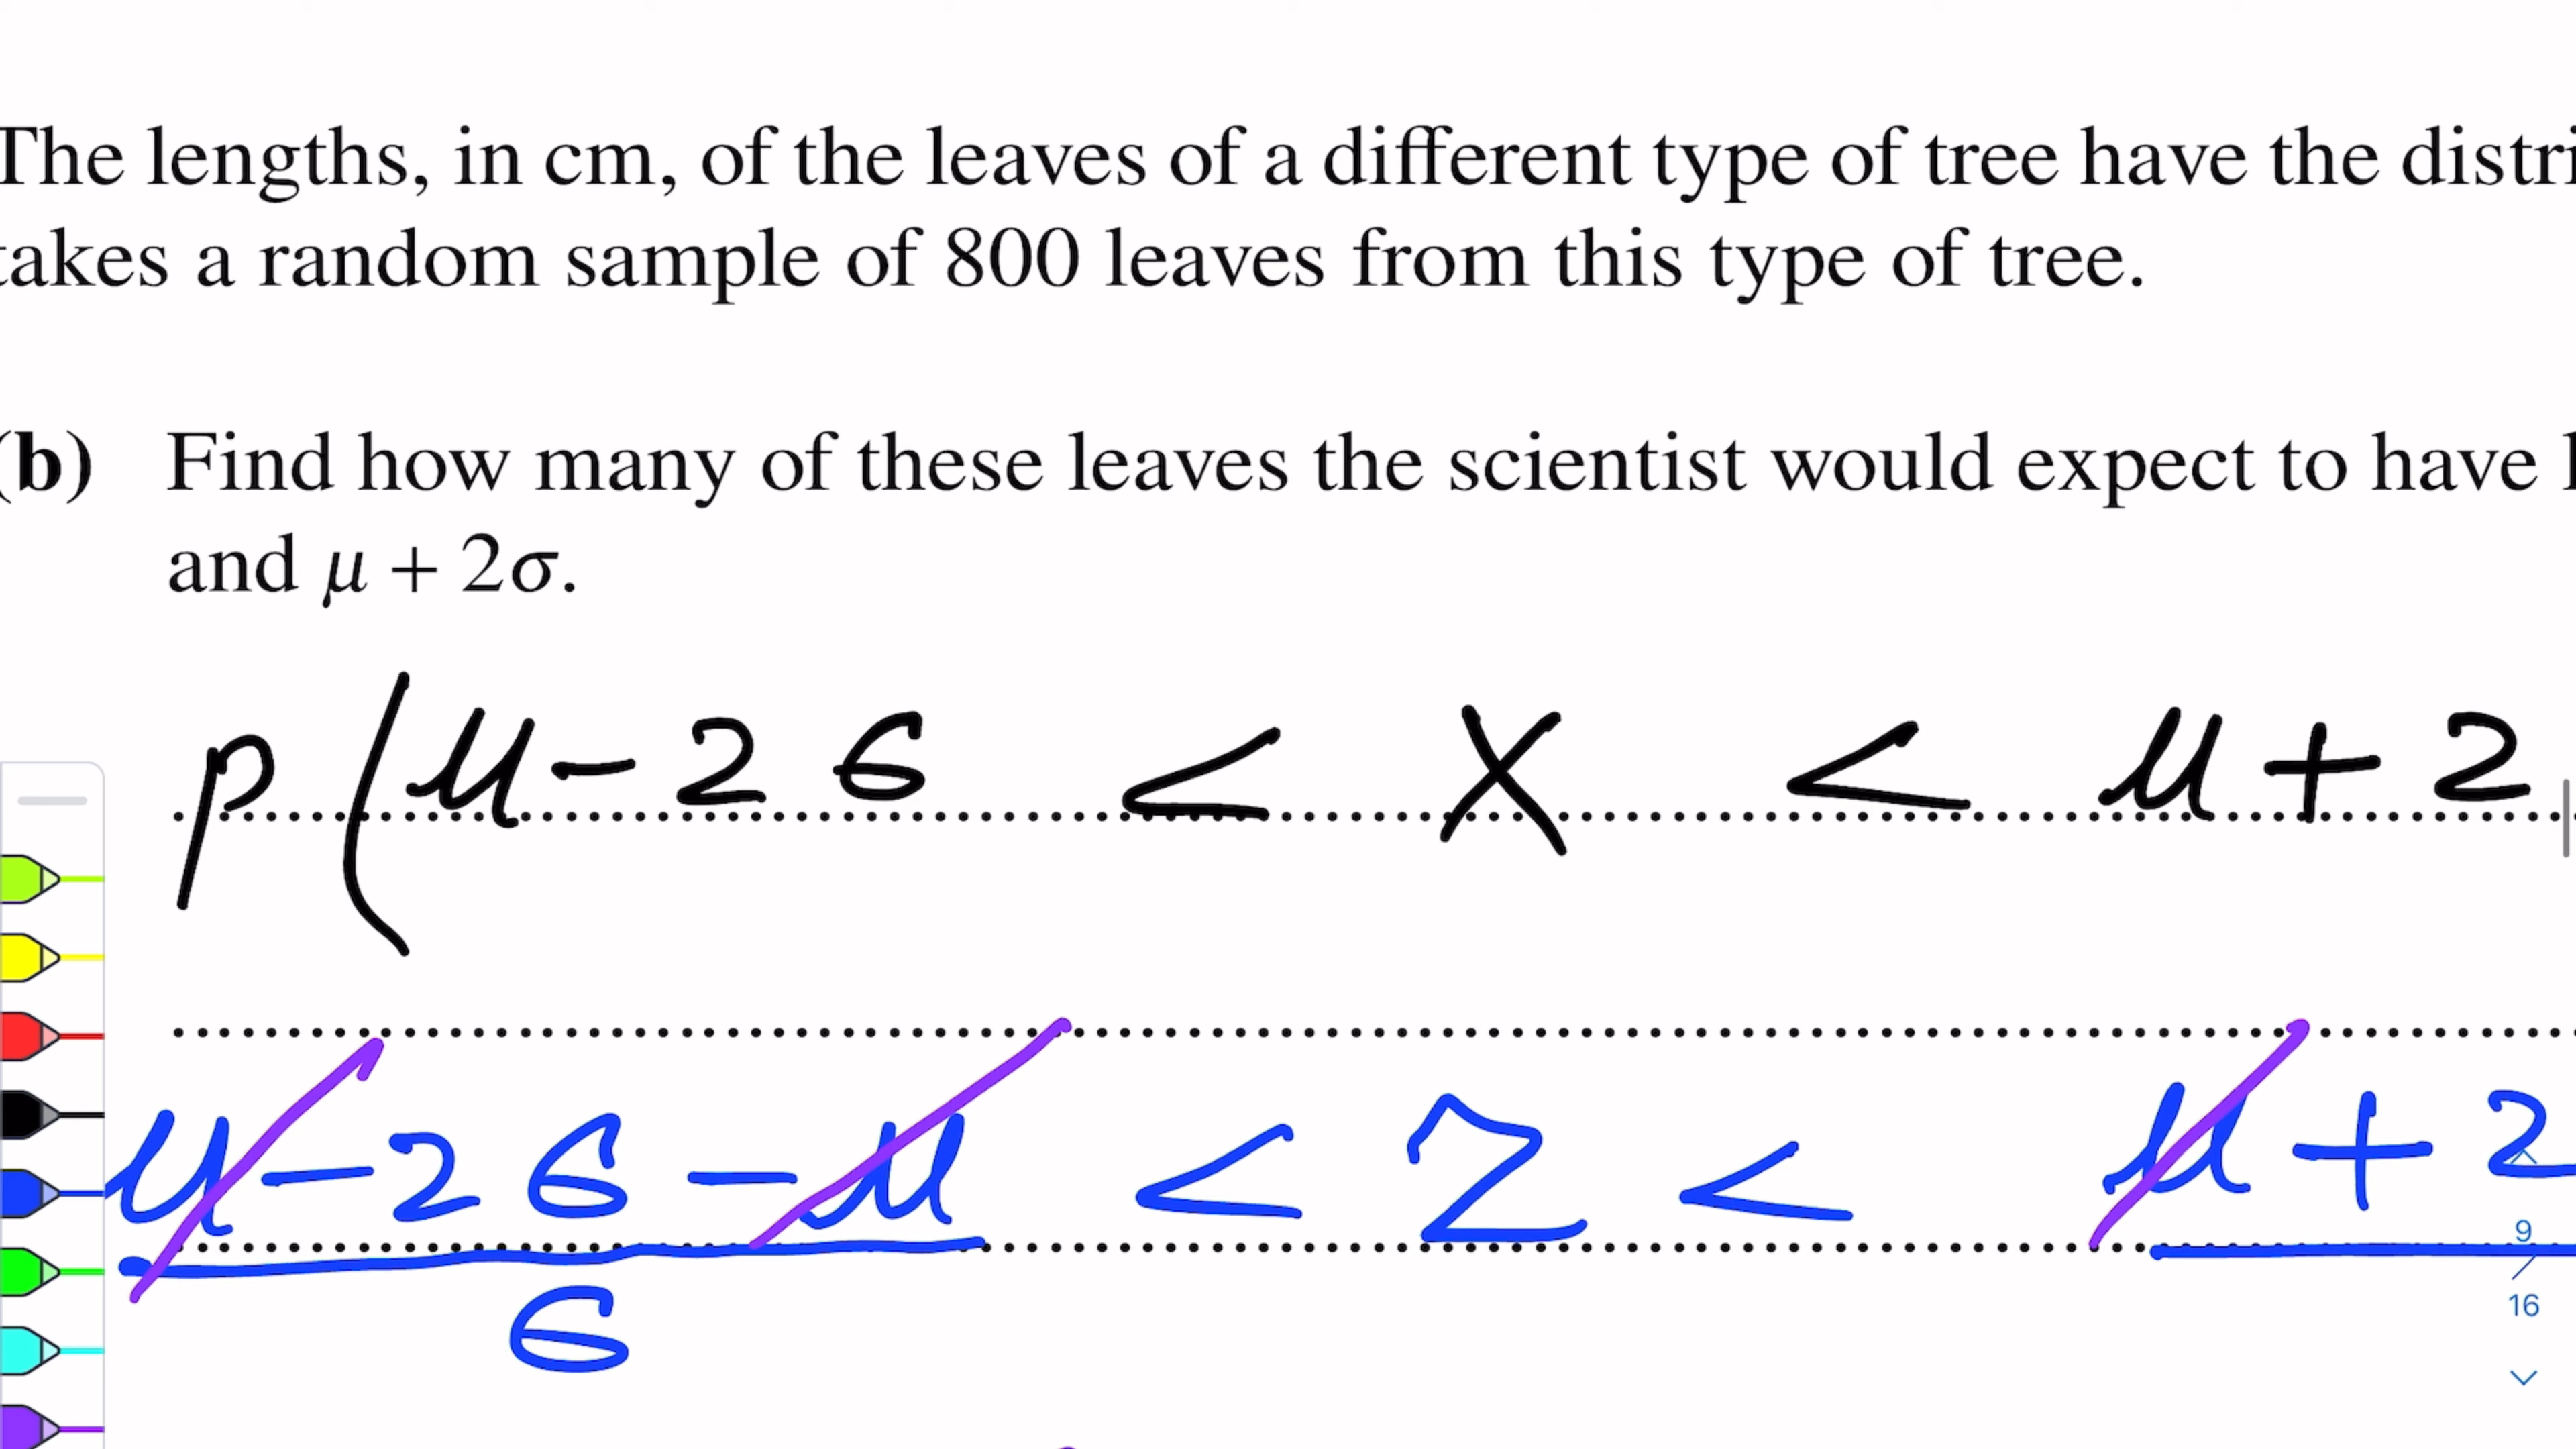 The lengths, in cm, of the leaves of a different type of tree have the distri
takes a random sample of 800 leaves from this type of tree.
(b) Find how many of these leaves the scientist would expect to have l
and μ + 2σ.
P(μ - 2σ < X < μ + 2
μ - 2σ - μ < Z < μ + 2
σ
9
/
16